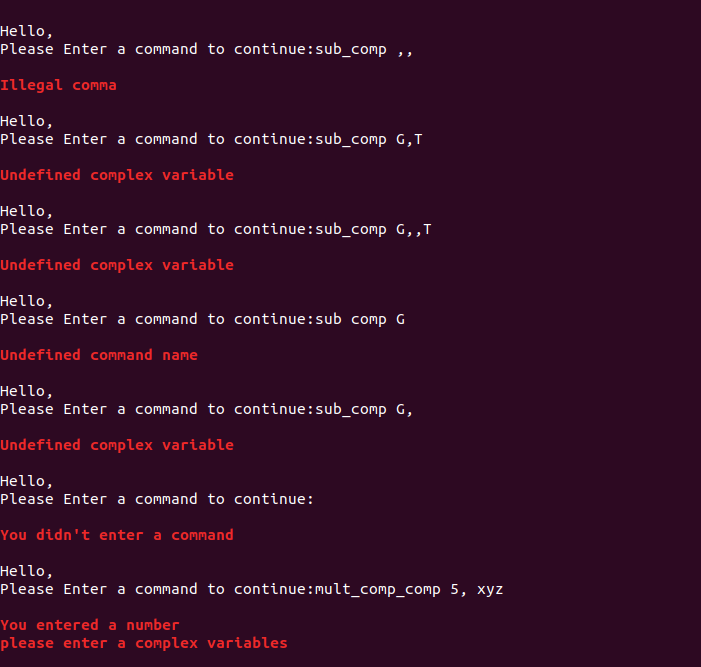 Hello,
Please Enter a command to continue:sub_comp ,,
Illegal comma
Hello,
Please Enter a command to continue:sub_comp G,T
Undefined complex variable
Hello,
Please Enter a command to continue:sub_comp G,,T
Undefined complex variable
Hello,
Please Enter a command to continue:sub comp G
Undefined command name
Hello,
Please Enter a command to continue:sub_comp G,
Undefined complex variable
Hello,
Please Enter a command to continue:
You didn't enter a command
Hello,
Please Enter a command to continue:mult_comp_comp 5, xyz
You entered a number
please enter a complex variables